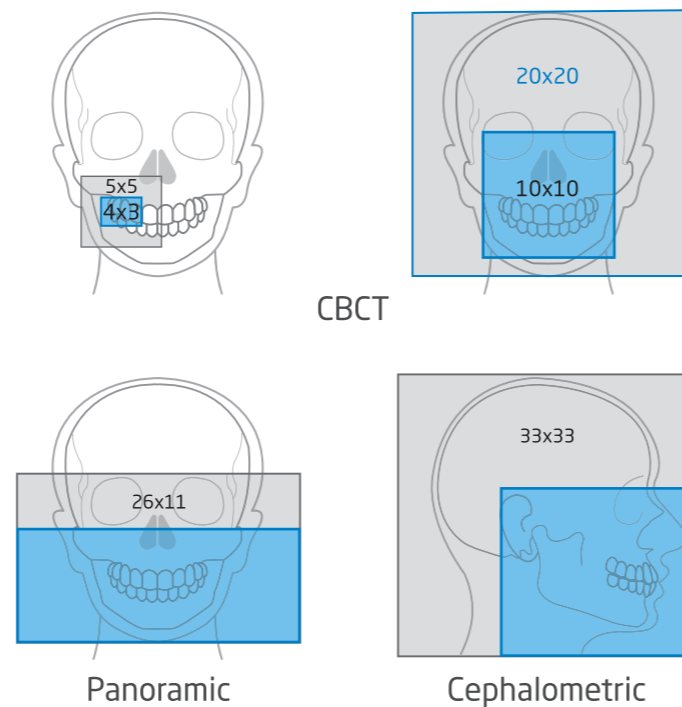 5x5
4x3
20x20
10x10
CBCT
26x11
33x33
Panoramic
Cephalometric